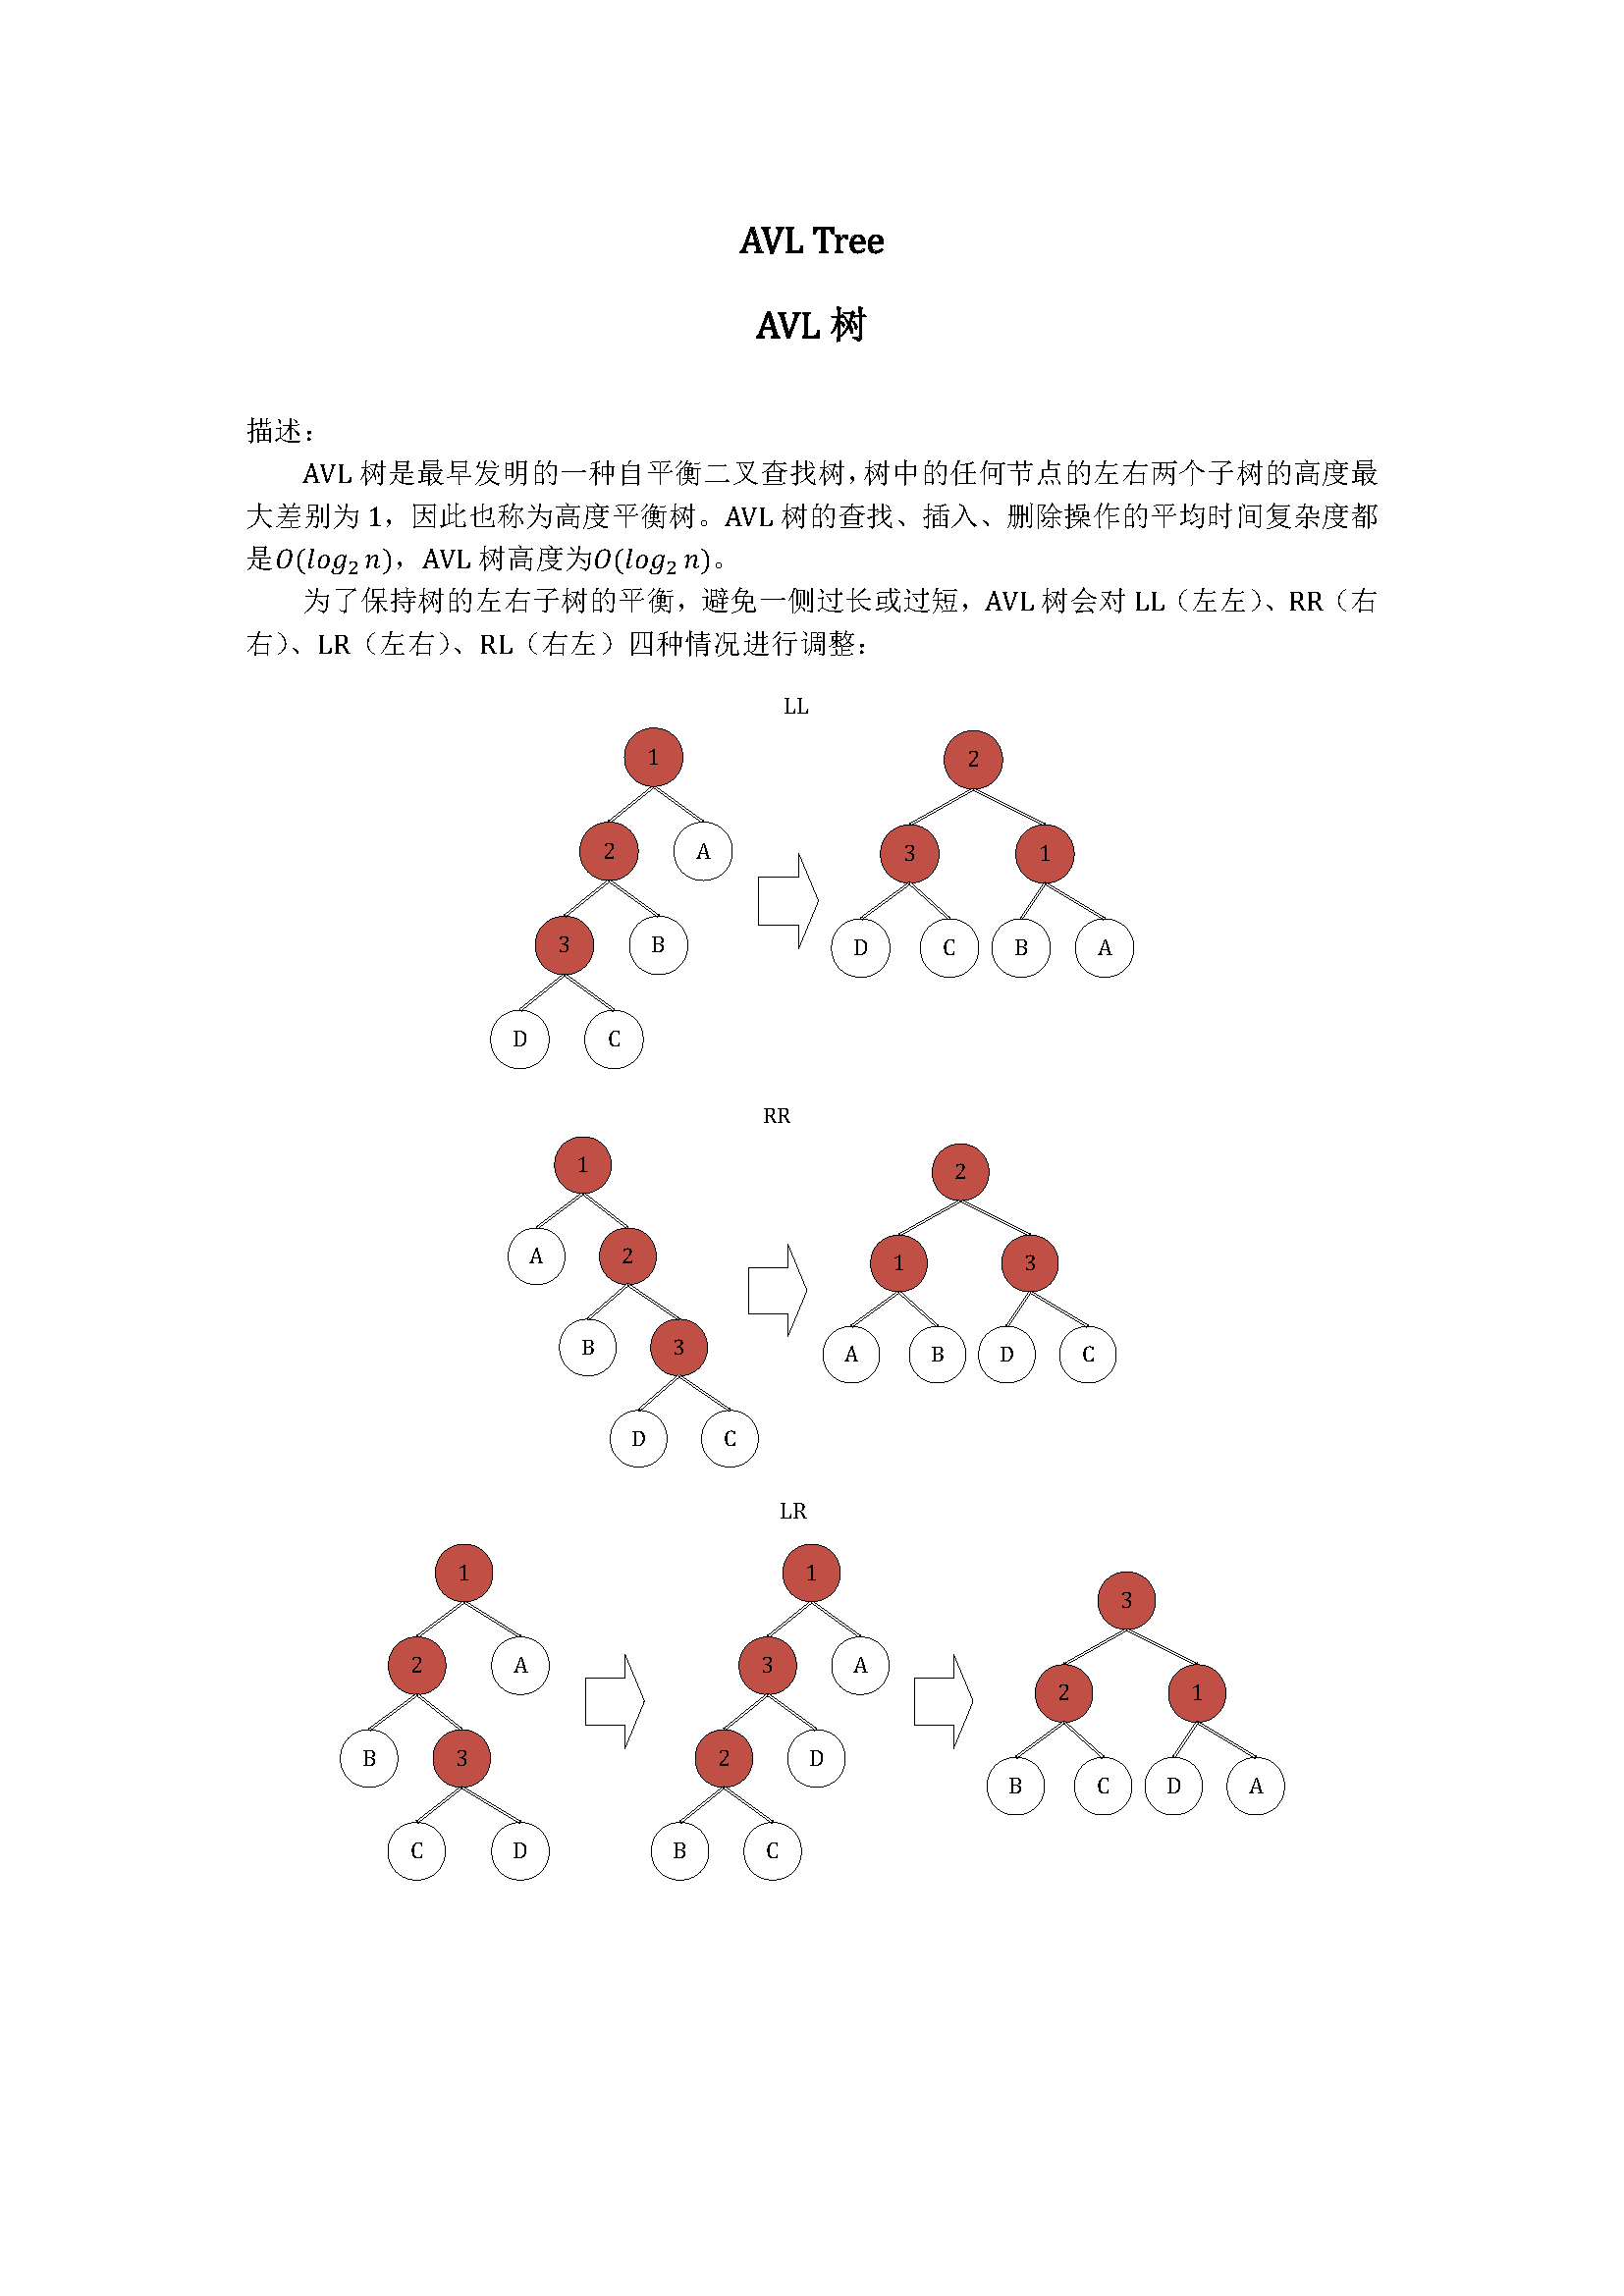 AVL Tree
AVL 树
描述：
AVL 树是最早发明的一种自平衡二叉查找树，树中的任何节点的左右两个子树的高度最
大差别为 1，因此也称为高度平衡树。AVL 树的查找、插入、删除操作的平均时间复杂度都
是O(log₂ n)，AVL 树高度为O(log₂ n)。
为了保持树的左右子树的平衡，避免一侧过长或过短，AVL 树会对 LL（左左）、RR（右
右）、LR（左右）、RL（右左）四种情况进行调整：
LL
1 2
2 A 3 1
3 B D C B A
D C
RR
1 2
A 2 1 3
B 3 A B D C
D C
LR
1 1 3
2 A 3 A 2 1
B 3 2 D B C D A
C D B C